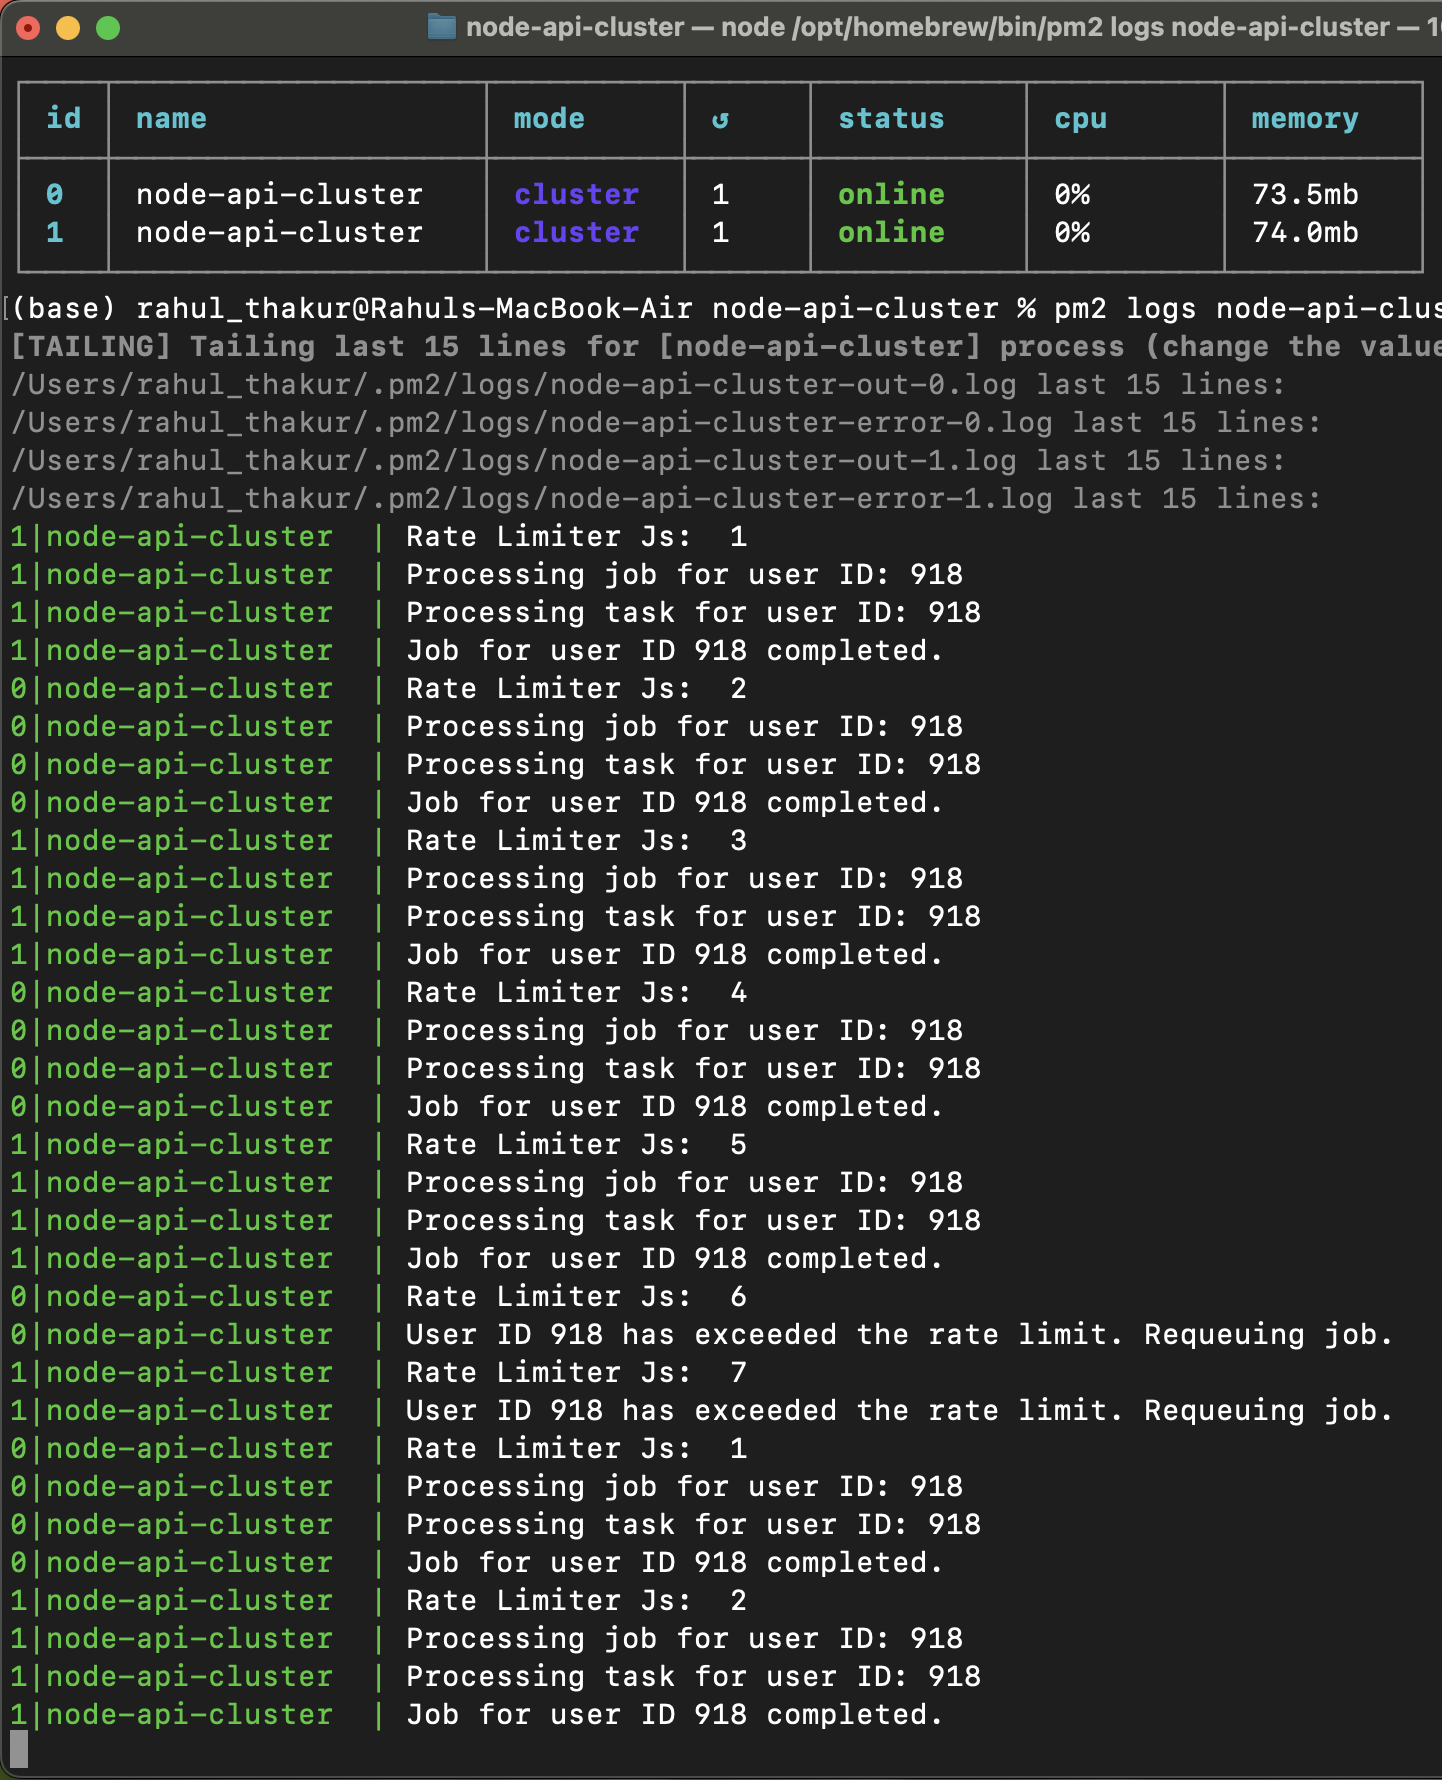 node-api-cluster — node /opt/homebrew/bin/pm2 logs node-api-cluster —
id name mode ↺ status cpu memory
0 node-api-cluster cluster 1 online 0% 73.5mb
1 node-api-cluster cluster 1 online 0% 74.0mb
[(base) rahul_thakur@Rahuls-MacBook-Air node-api-cluster % pm2 logs node-api-clus
[TAILING] Tailing last 15 lines for [node-api-cluster] process (change the value
/Users/rahul_thakur/.pm2/logs/node-api-cluster-out-0.log last 15 lines:
/Users/rahul_thakur/.pm2/logs/node-api-cluster-error-0.log last 15 lines:
/Users/rahul_thakur/.pm2/logs/node-api-cluster-out-1.log last 15 lines:
/Users/rahul_thakur/.pm2/logs/node-api-cluster-error-1.log last 15 lines:
1|node-api-cluster | Rate Limiter Js: 1
1|node-api-cluster | Processing job for user ID: 918
1|node-api-cluster | Processing task for user ID: 918
1|node-api-cluster | Job for user ID 918 completed.
0|node-api-cluster | Rate Limiter Js: 2
0|node-api-cluster | Processing job for user ID: 918
0|node-api-cluster | Processing task for user ID: 918
0|node-api-cluster | Job for user ID 918 completed.
1|node-api-cluster | Rate Limiter Js: 3
1|node-api-cluster | Processing job for user ID: 918
1|node-api-cluster | Processing task for user ID: 918
1|node-api-cluster | Job for user ID 918 completed.
0|node-api-cluster | Rate Limiter Js: 4
0|node-api-cluster | Processing job for user ID: 918
0|node-api-cluster | Processing task for user ID: 918
0|node-api-cluster | Job for user ID 918 completed.
1|node-api-cluster | Rate Limiter Js: 5
1|node-api-cluster | Processing job for user ID: 918
1|node-api-cluster | Processing task for user ID: 918
1|node-api-cluster | Job for user ID 918 completed.
0|node-api-cluster | Rate Limiter Js: 6
0|node-api-cluster | User ID 918 has exceeded the rate limit. Requeuing job.
1|node-api-cluster | Rate Limiter Js: 7
1|node-api-cluster | User ID 918 has exceeded the rate limit. Requeuing job.
0|node-api-cluster | Rate Limiter Js: 1
0|node-api-cluster | Processing job for user ID: 918
0|node-api-cluster | Processing task for user ID: 918
0|node-api-cluster | Job for user ID 918 completed.
1|node-api-cluster | Rate Limiter Js: 2
1|node-api-cluster | Processing job for user ID: 918
1|node-api-cluster | Processing task for user ID: 918
1|node-api-cluster | Job for user ID 918 completed.